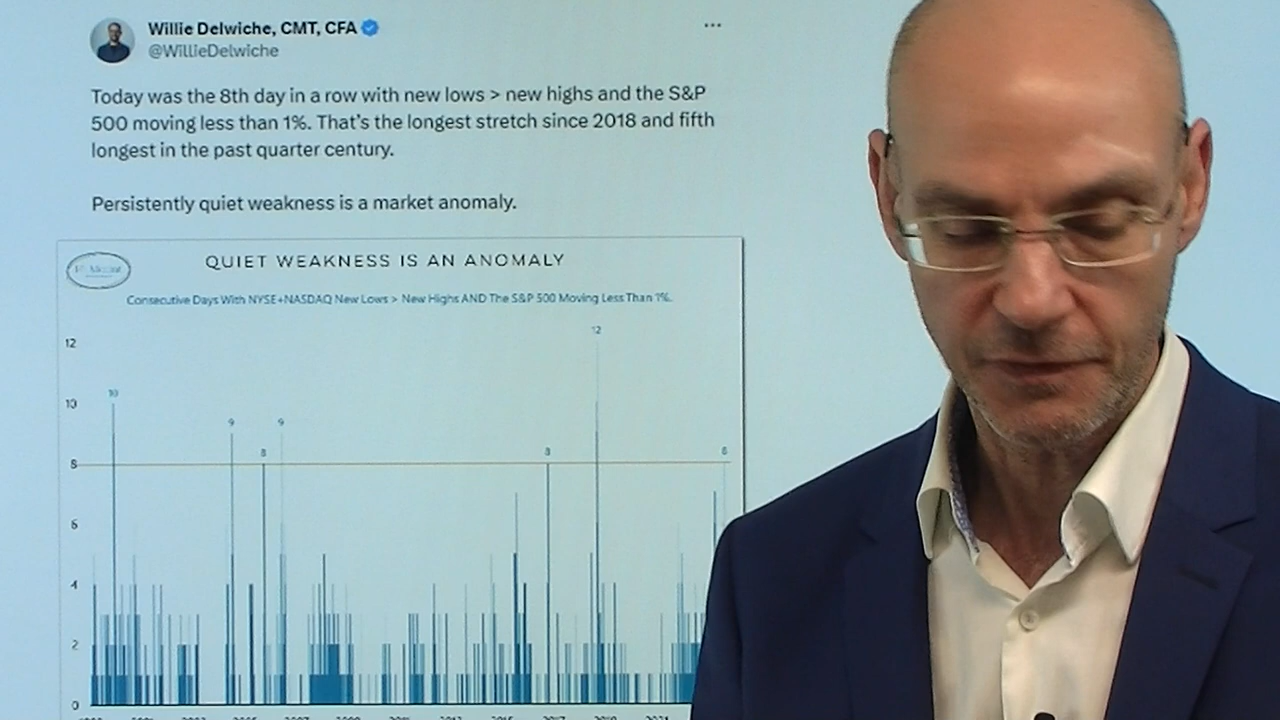 Willie Delwiche, CMT, CFA
@WillieDelwiche
Today was the 8th day in a row with new lows > new highs and the S&P
500 moving less than 1%. That's the longest stretch since 2018 and fifth
longest in the past quarter century.
Persistently quiet weakness is a market anomaly.
QUIET WEAKNESS IS AN ANOMALY
Consecutive Days With NYSE+NASDAQ New Lows > New Highs AND The S&P 500 Moving Less Than 1%.
12
12
10
10
9
9
8
8
8
8
6
4
2
0